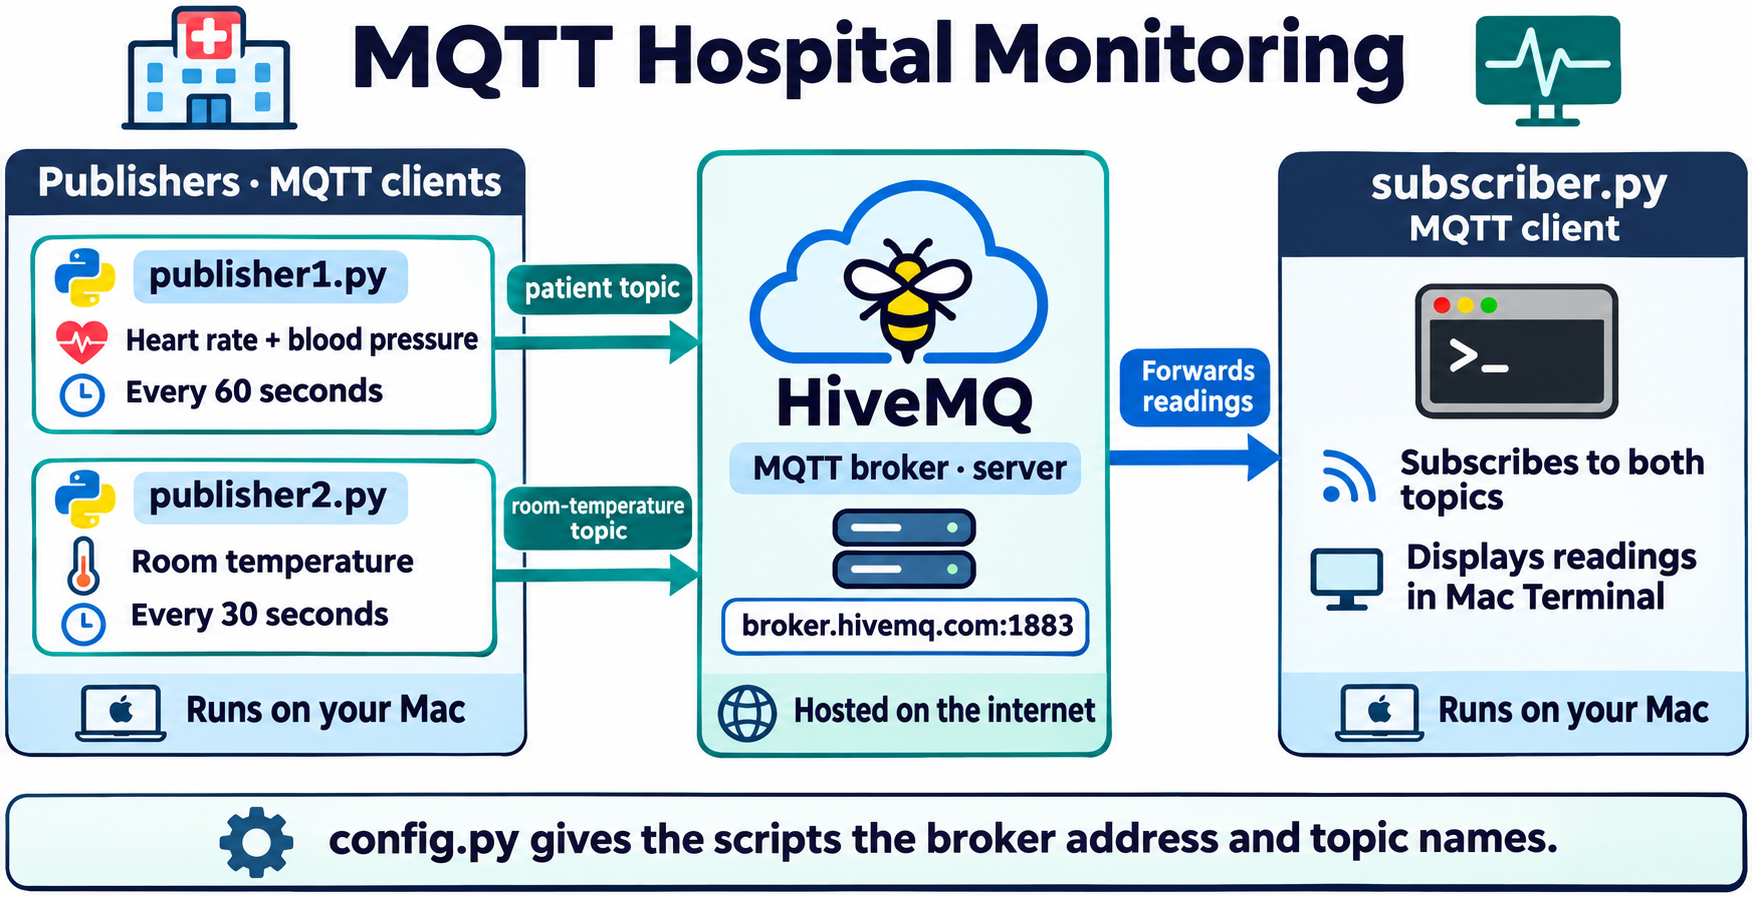 MQTT Hospital Monitoring
Publishers · MQTT clients
publisher1.py
Heart rate + blood pressure
Every 60 seconds
publisher2.py
Room temperature
Every 30 seconds
Runs on your Mac
patient topic
room-temperature
topic
HiveMQ
MQTT broker · server
broker.hivemq.com:1883
Hosted on the internet
Forwards
readings
subscriber.py
MQTT client
>_
Subscribes to both
topics
Displays readings
in Mac Terminal
Runs on your Mac
config.py gives the scripts the broker address and topic names.